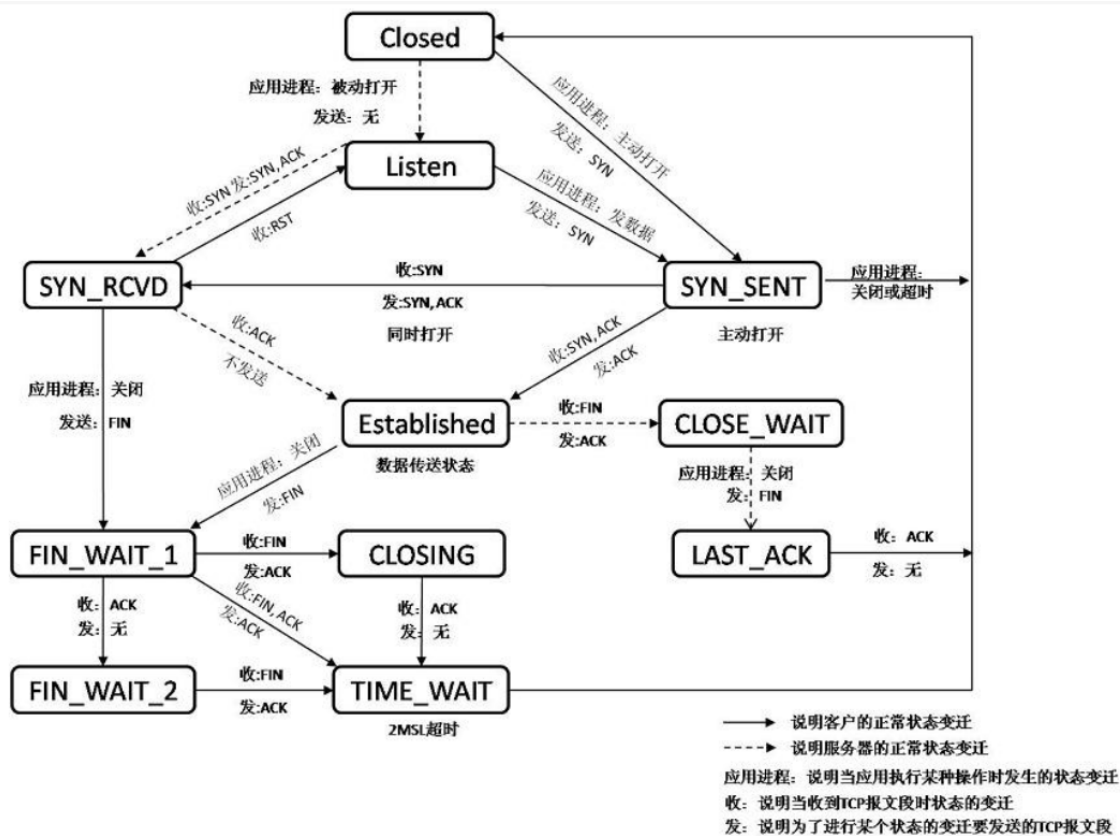 Closed
应用进程：被动打开
发送：无
应用进程：主动打开
发送：SYN
Listen
收:SYN 发:SYN,ACK
收:RST
应用进程：发数据
发送：SYN
SYN_RCVD
收:SYN
发:SYN,ACK
同时打开
SYN_SENT
主动打开
应用进程：
关闭或超时
收:ACK
不发送
收:SYN,ACK
发:ACK
应用进程：关闭
发送：FIN
Established
数据传送状态
收:FIN
发:ACK
CLOSE_WAIT
应用进程：关闭
发：FIN
应用进程：关闭
发:FIN
FIN_WAIT_1
收:FIN
发:ACK
CLOSING
LAST_ACK
收：ACK
发：无
收：ACK
发：无
收:FIN,ACK
发:ACK
收：ACK
发：无
FIN_WAIT_2
收:FIN
发:ACK
TIME_WAIT
2MSL超时
说明客户的正常状态变迁
说明服务器的正常状态变迁
应用进程：说明当应用执行某种操作时发生的状态变迁
收：说明当收到TCP报文段时状态的变迁
发：说明为了进行某个状态的变迁要发送的TCP报文段